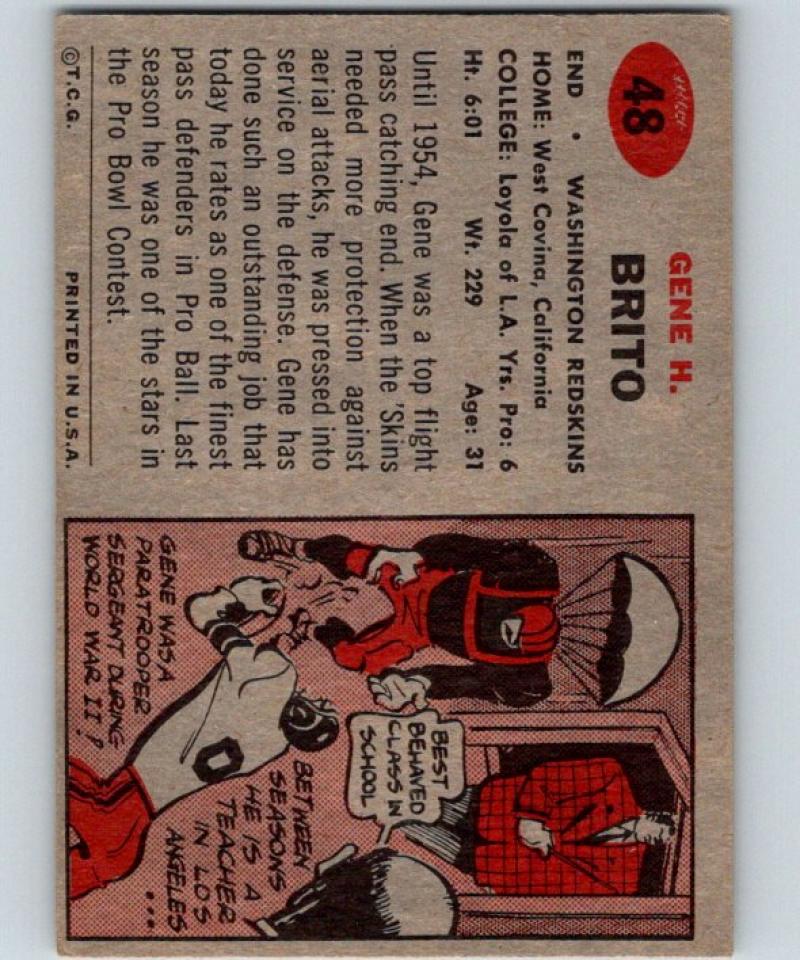 48
GENE H.
BRITO
END • WASHINGTON REDSKINS
HOME: West Covina, California
COLLEGE: Loyola of L.A. Yrs. Pro: 6
Ht. 6:01 Wt. 229 Age: 31
Until 1954, Gene was a top flight
pass catching end. When the 'Skins
needed more protection against
aerial attacks, he was pressed into
service on the defense. Gene has
done such an outstanding job that
today he rates as one of the finest
pass defenders in Pro Ball. Last
season he was one of the stars in
the Pro Bowl Contest.
©T.C.G. PRINTED IN U.S.A.
BEST
BEHAVED
CLASS IN
SCHOOL
BETWEEN
SEASONS
HE IS A
TEACHER
IN LOS
ANGELES
...
GENE WAS A
PARATROOPER
SERGEANT DURING
WORLD WAR II!
0